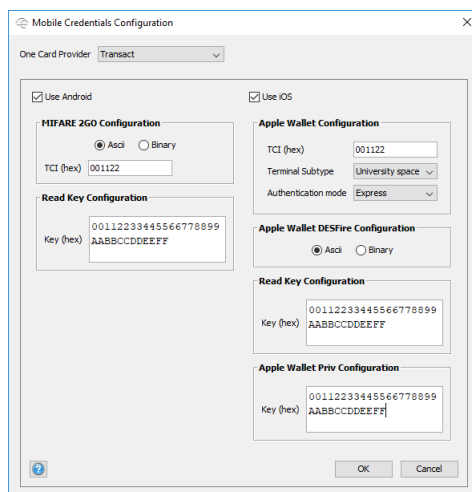 Mobile Credentials Configuration
One Card Provider Transact
Use Android
MIFARE 2GO Configuration
Ascii Binary
TCI (hex) 001122
Read Key Configuration
Key (hex) 00112233445566778899
AABBCCDDEEFF
Use iOS
Apple Wallet Configuration
TCI (hex) 001122
Terminal Subtype University space
Authentication mode Express
Apple Wallet DESFire Configuration
Ascii Binary
Read Key Configuration
Key (hex) 00112233445566778899
AABBCCDDEEFF
Apple Wallet Priv Configuration
Key (hex) 00112233445566778899
AABBCCDDEEFF
? OK Cancel